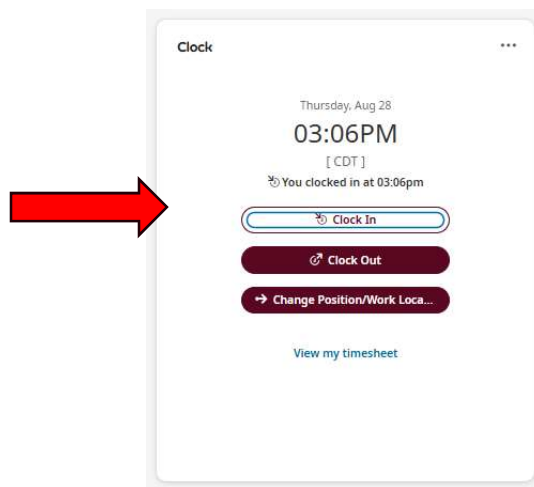 Clock
Thursday, Aug 28
03:06PM
[ CDT ]
You clocked in at 03:06pm
Clock In
Clock Out
Change Position/Work Loca...
View my timesheet